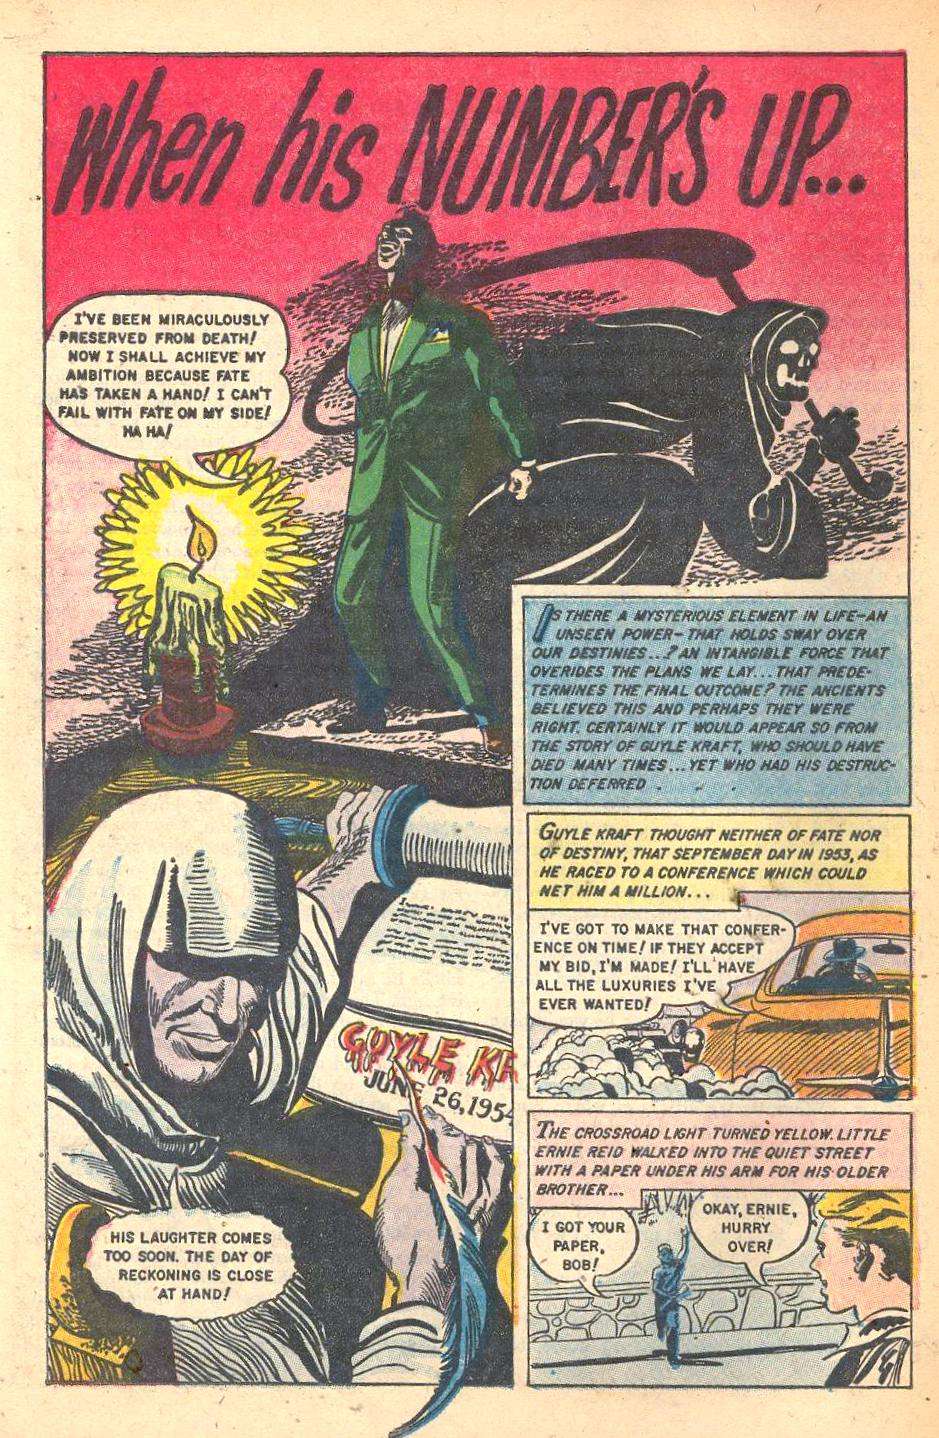 When his NUMBER'S UP...
I'VE BEEN MIRACULOUSLY
PRESERVED FROM DEATH!
NOW I SHALL ACHIEVE MY
AMBITION BECAUSE FATE
HAS TAKEN A HAND! I CAN'T
FAIL WITH FATE ON MY SIDE!
HA HA!
IS THERE A MYSTERIOUS ELEMENT IN LIFE-AN
UNSEEN POWER-THAT HOLDS SWAY OVER
OUR DESTINIES...? AN INTANGIBLE FORCE THAT
OVERIDES THE PLANS WE LAY... THAT PREDE-
TERMINES THE FINAL OUTCOME? THE ANCIENTS
BELIEVED THIS AND PERHAPS THEY WERE
RIGHT. CERTAINLY IT WOULD APPEAR SO FROM
THE STORY OF GUYLE KRAFT, WHO SHOULD HAVE
DIED MANY TIMES... YET WHO HAD HIS DESTRUC-
TION DEFERRED . . . .
GUYLE KRAFT
JUNE 26, 1954
HIS LAUGHTER COMES
TOO SOON. THE DAY OF
RECKONING IS CLOSE
AT HAND!
GUYLE KRAFT THOUGHT NEITHER OF FATE NOR
OF DESTINY, THAT SEPTEMBER DAY IN 1953, AS
HE RACED TO A CONFERENCE WHICH COULD
NET HIM A MILLION...
I'VE GOT TO MAKE THAT CONFER-
ENCE ON TIME! IF THEY ACCEPT
MY BID, I'M MADE! I'LL HAVE
ALL THE LUXURIES I'VE
EVER WANTED!
THE CROSSROAD LIGHT TURNED YELLOW. LITTLE
ERNIE REID WALKED INTO THE QUIET STREET
WITH A PAPER UNDER HIS ARM FOR HIS OLDER
BROTHER...
I GOT YOUR
PAPER,
BOB!
OKAY, ERNIE,
HURRY
OVER!